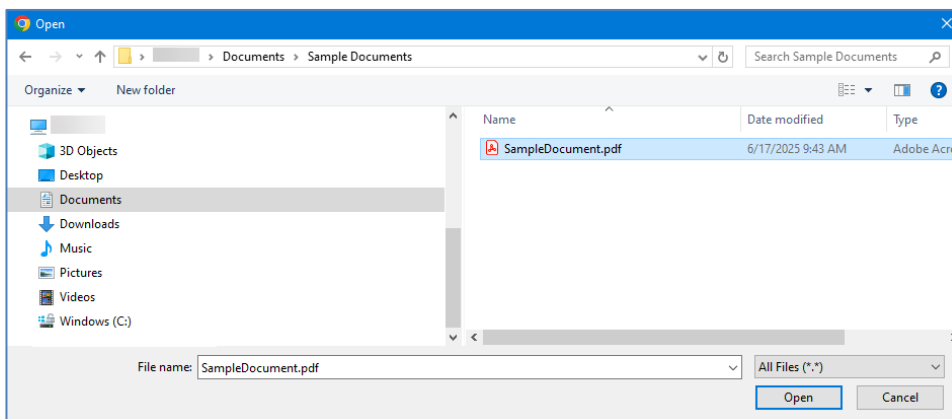 Open
› › Documents › Sample Documents
Search Sample Documents
Organize New folder
Name Date modified Type
SampleDocument.pdf 6/17/2025 9:43 AM Adobe Acr
3D Objects
Desktop
Documents
Downloads
Music
Pictures
Videos
Windows (C:)
File name: SampleDocument.pdf All Files (*.*)
Open Cancel